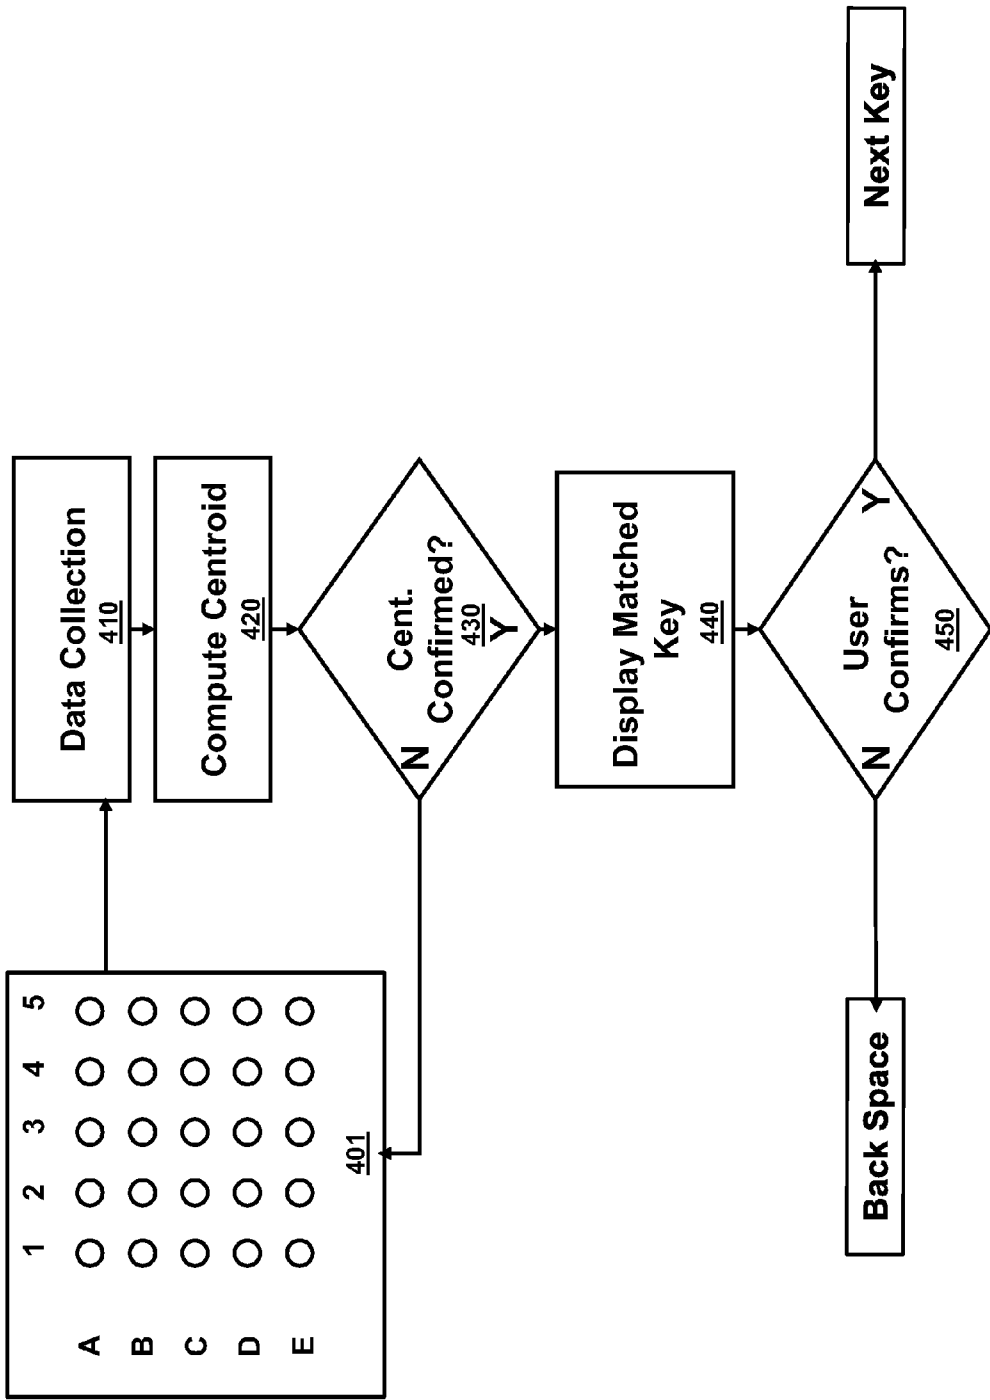 1 2 3 4 5
A
B
C
D
E
401
Data Collection
410
Compute Centroid
420
Cent.
Confirmed?
430
N
Y
Display Matched
Key
440
User
Confirms?
450
N
Y
Back Space
Next Key